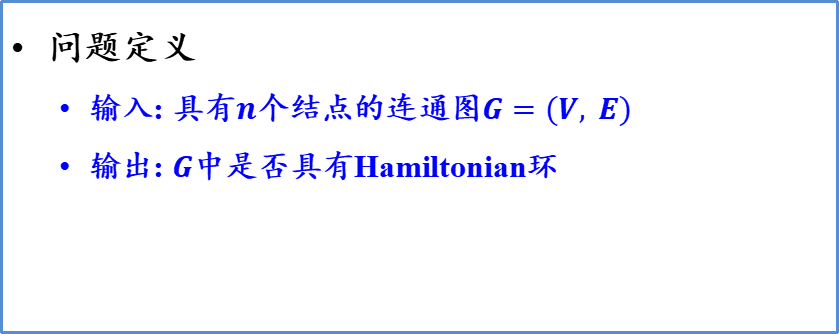 • 问题定义
• 输入: 具有n个结点的连通图G = (V, E)
• 输出: G中是否具有Hamiltonian环